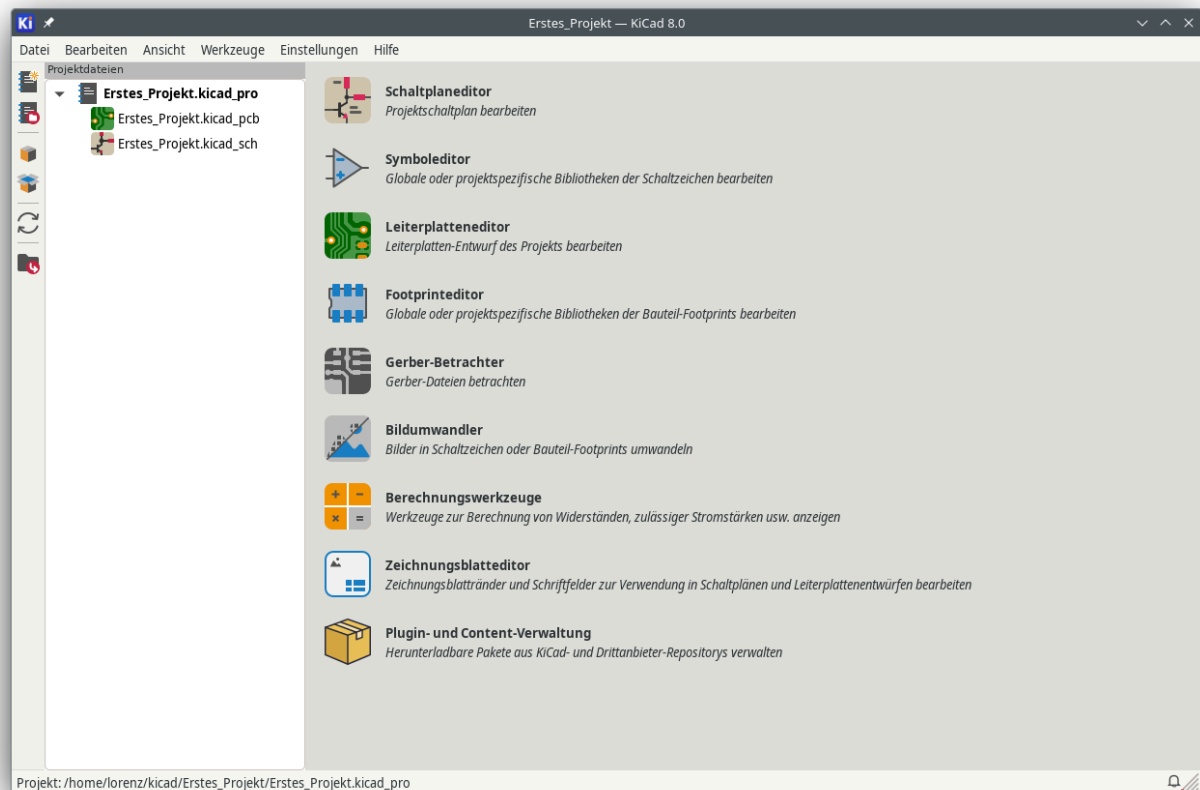 Ki Erstes_Projekt — KiCad 8.0
Datei Bearbeiten Ansicht Werkzeuge Einstellungen Hilfe
Projektdateien
Erstes_Projekt.kicad_pro
Erstes_Projekt.kicad_pcb
Erstes_Projekt.kicad_sch
Schaltplaneditor
Projektschaltplan bearbeiten
Symboleditor
Globale oder projektspezifische Bibliotheken der Schaltzeichen bearbeiten
Leiterplatteneditor
Leiterplatten-Entwurf des Projekts bearbeiten
Footprinteditor
Globale oder projektspezifische Bibliotheken der Bauteil-Footprints bearbeiten
Gerber-Betrachter
Gerber-Dateien betrachten
Bildumwandler
Bilder in Schaltzeichen oder Bauteil-Footprints umwandeln
Berechnungswerkzeuge
Werkzeuge zur Berechnung von Widerständen, zulässiger Stromstärken usw. anzeigen
Zeichnungsblatteditor
Zeichnungsblattränder und Schriftfelder zur Verwendung in Schaltplänen und Leiterplattenentwürfen bearbeiten
Plugin- und Content-Verwaltung
Herunterladbare Pakete aus KiCad- und Drittanbieter-Repositorys verwalten
Projekt: /home/lorenz/kicad/Erstes_Projekt/Erstes_Projekt.kicad_pro